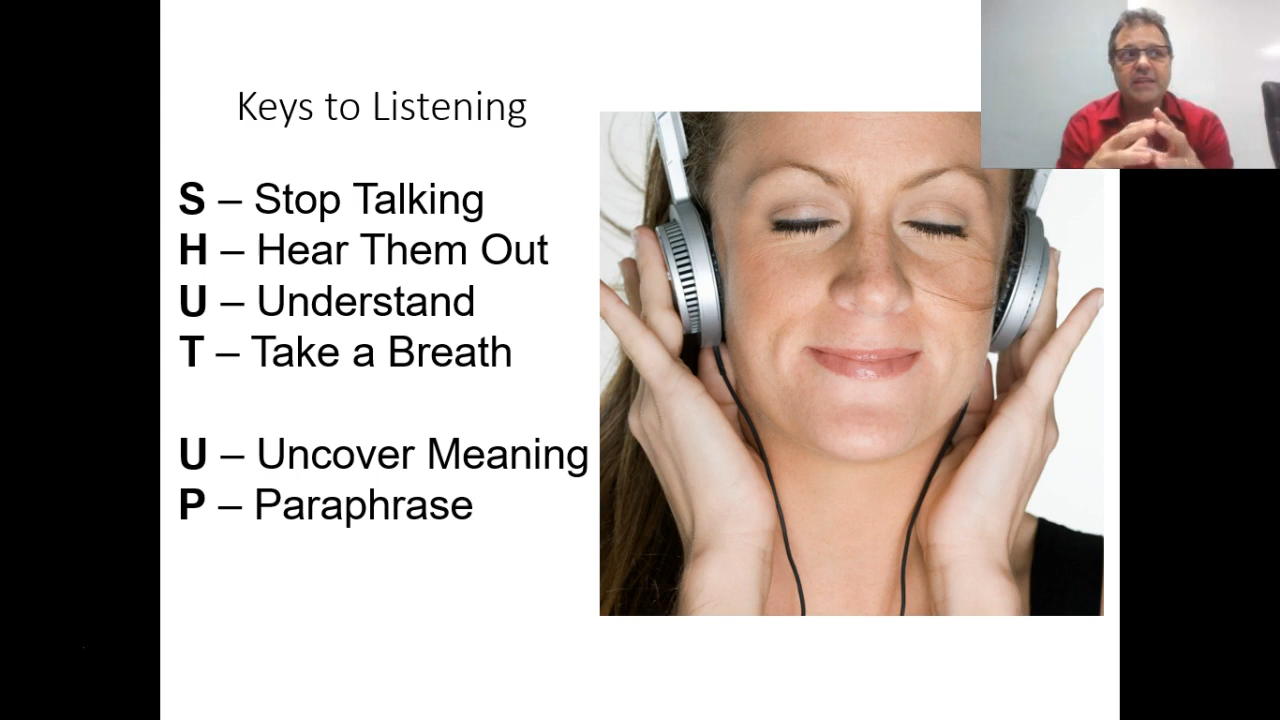 Keys to Listening
S – Stop Talking
H – Hear Them Out
U – Understand
T – Take a Breath
U – Uncover Meaning
P – Paraphrase